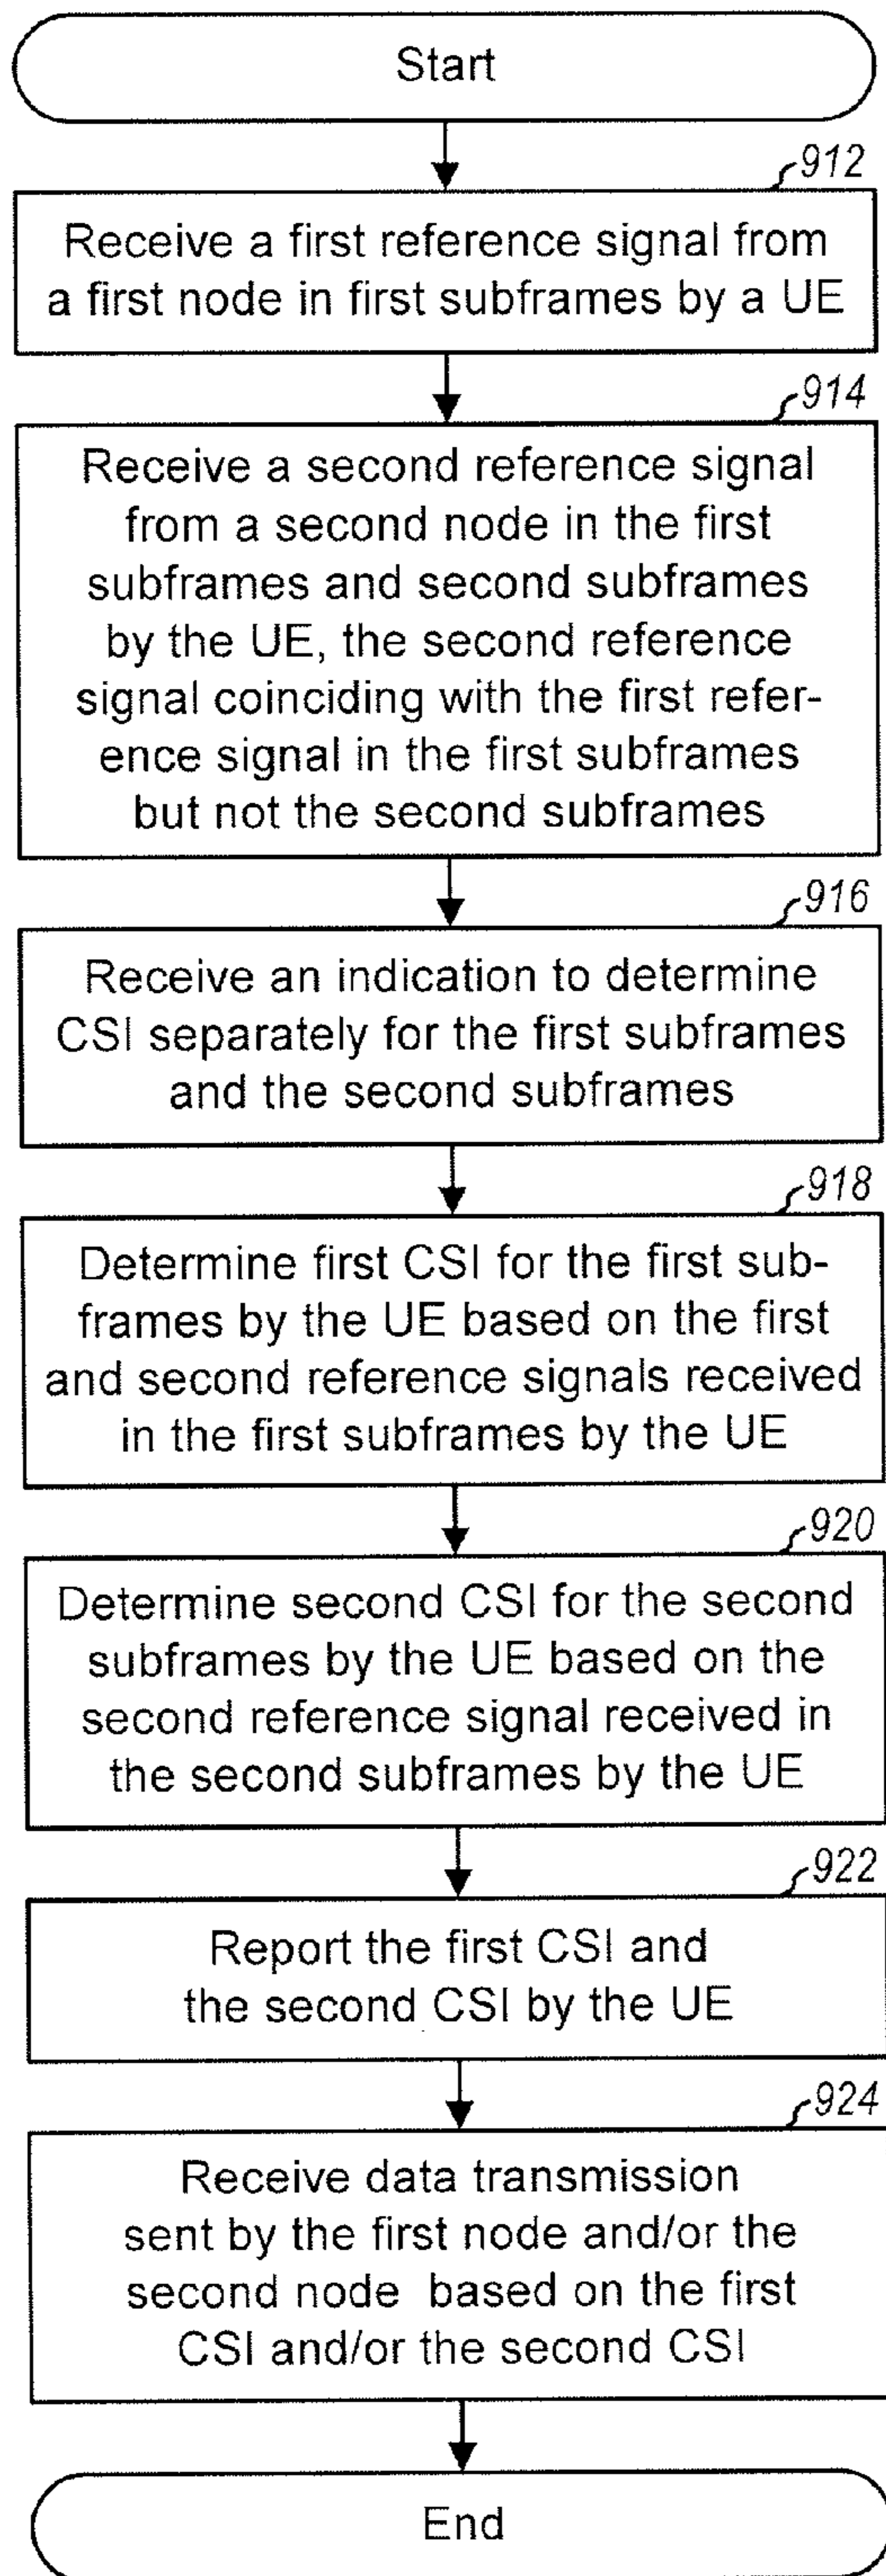 Start
912
Receive a first reference signal from
a first node in first subframes by a UE
914
Receive a second reference signal
from a second node in the first
subframes and second subframes
by the UE, the second reference
signal coinciding with the first refer-
ence signal in the first subframes
but not the second subframes
916
Receive an indication to determine
CSI separately for the first subframes
and the second subframes
918
Determine first CSI for the first sub-
frames by the UE based on the first
and second reference signals received
in the first subframes by the UE
920
Determine second CSI for the second
subframes by the UE based on the
second reference signal received in
the second subframes by the UE
922
Report the first CSI and
the second CSI by the UE
924
Receive data transmission
sent by the first node and/or the
second node based on the first
CSI and/or the second CSI
End